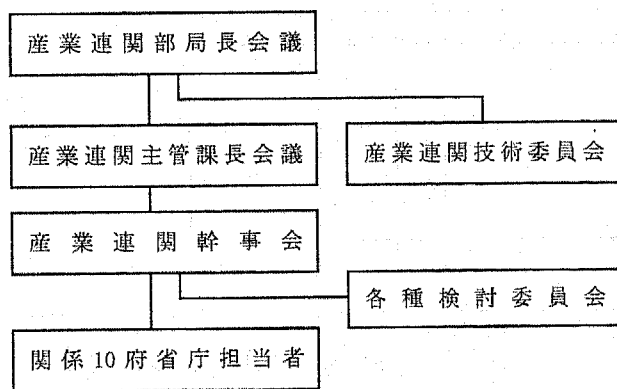 産業連関部局長会議
産業連関主管課長会議
産業連関技術委員会
産業連関幹事会
各種検討委員会
関係10府省庁担当者